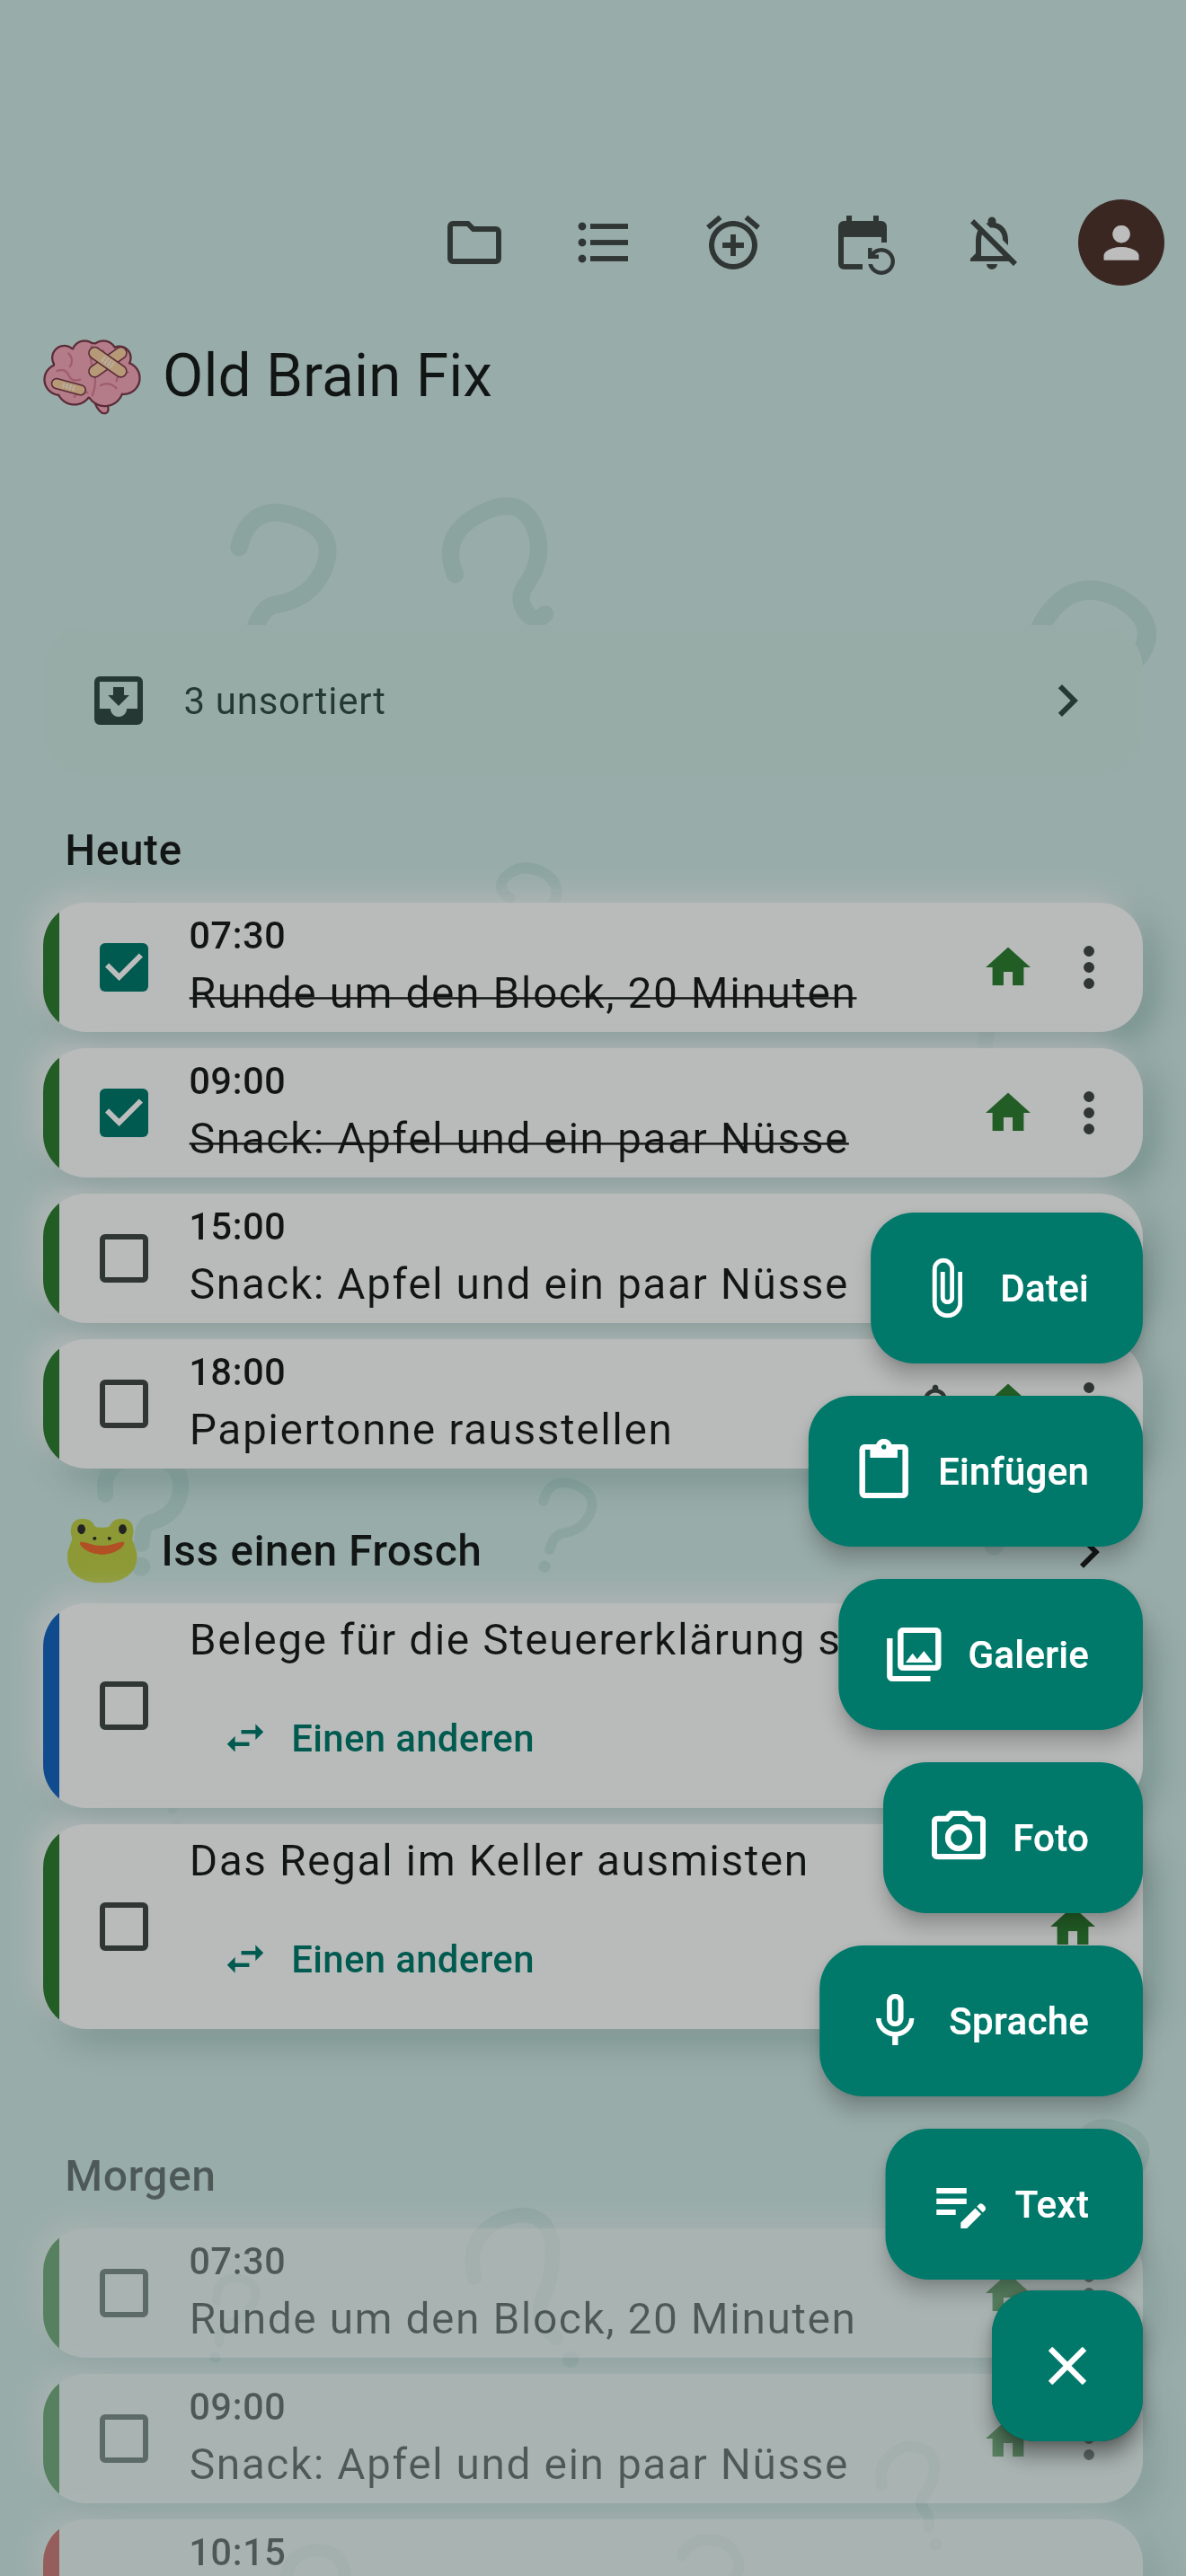 Old Brain Fix
3 unsortiert
Heute
07:30
Runde um den Block, 20 Minuten
09:00
Snack: Apfel und ein paar Nüsse
15:00
Snack: Apfel und ein paar Nüsse
Datei
18:00
Papiertonne rausstellen
Einfügen
Iss einen Frosch
Belege für die Steuererklärung s
Galerie
Einen anderen
Foto
Das Regal im Keller ausmisten
Einen anderen
Sprache
Morgen
Text
07:30
Runde um den Block, 20 Minuten
09:00
Snack: Apfel und ein paar Nüsse
10:15